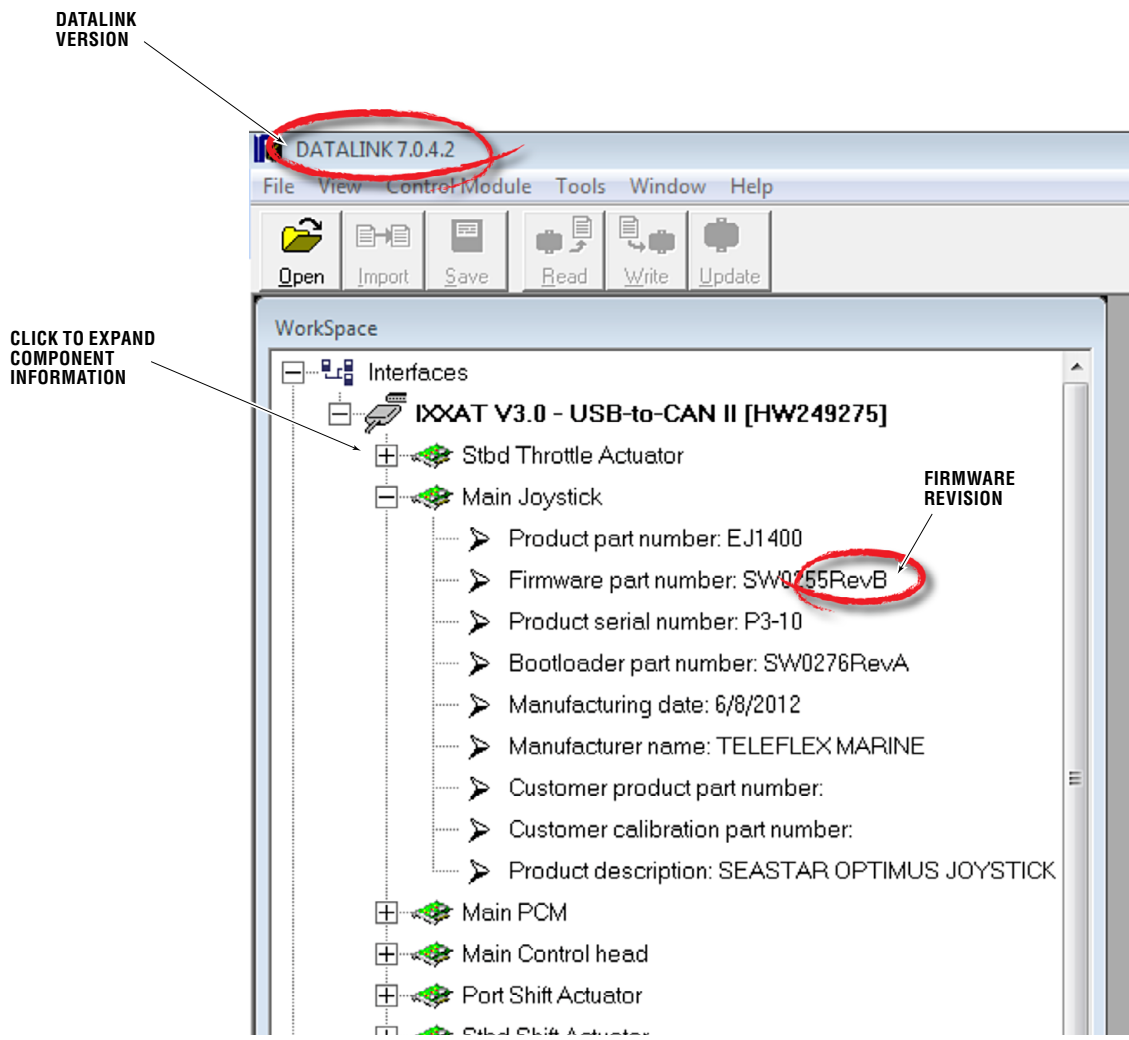 DATALINK
VERSION
DATALINK 7.0.4.2
File View Control Module Tools Window Help
Open Import Save Read Write Update
WorkSpace
CLICK TO EXPAND
COMPONENT
INFORMATION
Interfaces
IXXAT V3.0 - USB-to-CAN II [HW249275]
Stbd Throttle Actuator
FIRMWARE
REVISION
Main Joystick
Product part number: EJ1400
Firmware part number: SW0255RevB
Product serial number: P3-10
Bootloader part number: SW0276RevA
Manufacturing date: 6/8/2012
Manufacturer name: TELEFLEX MARINE
Customer product part number:
Customer calibration part number:
Product description: SEASTAR OPTIMUS JOYSTICK
Main PCM
Main Control head
Port Shift Actuator
Stbd Shift Actuator